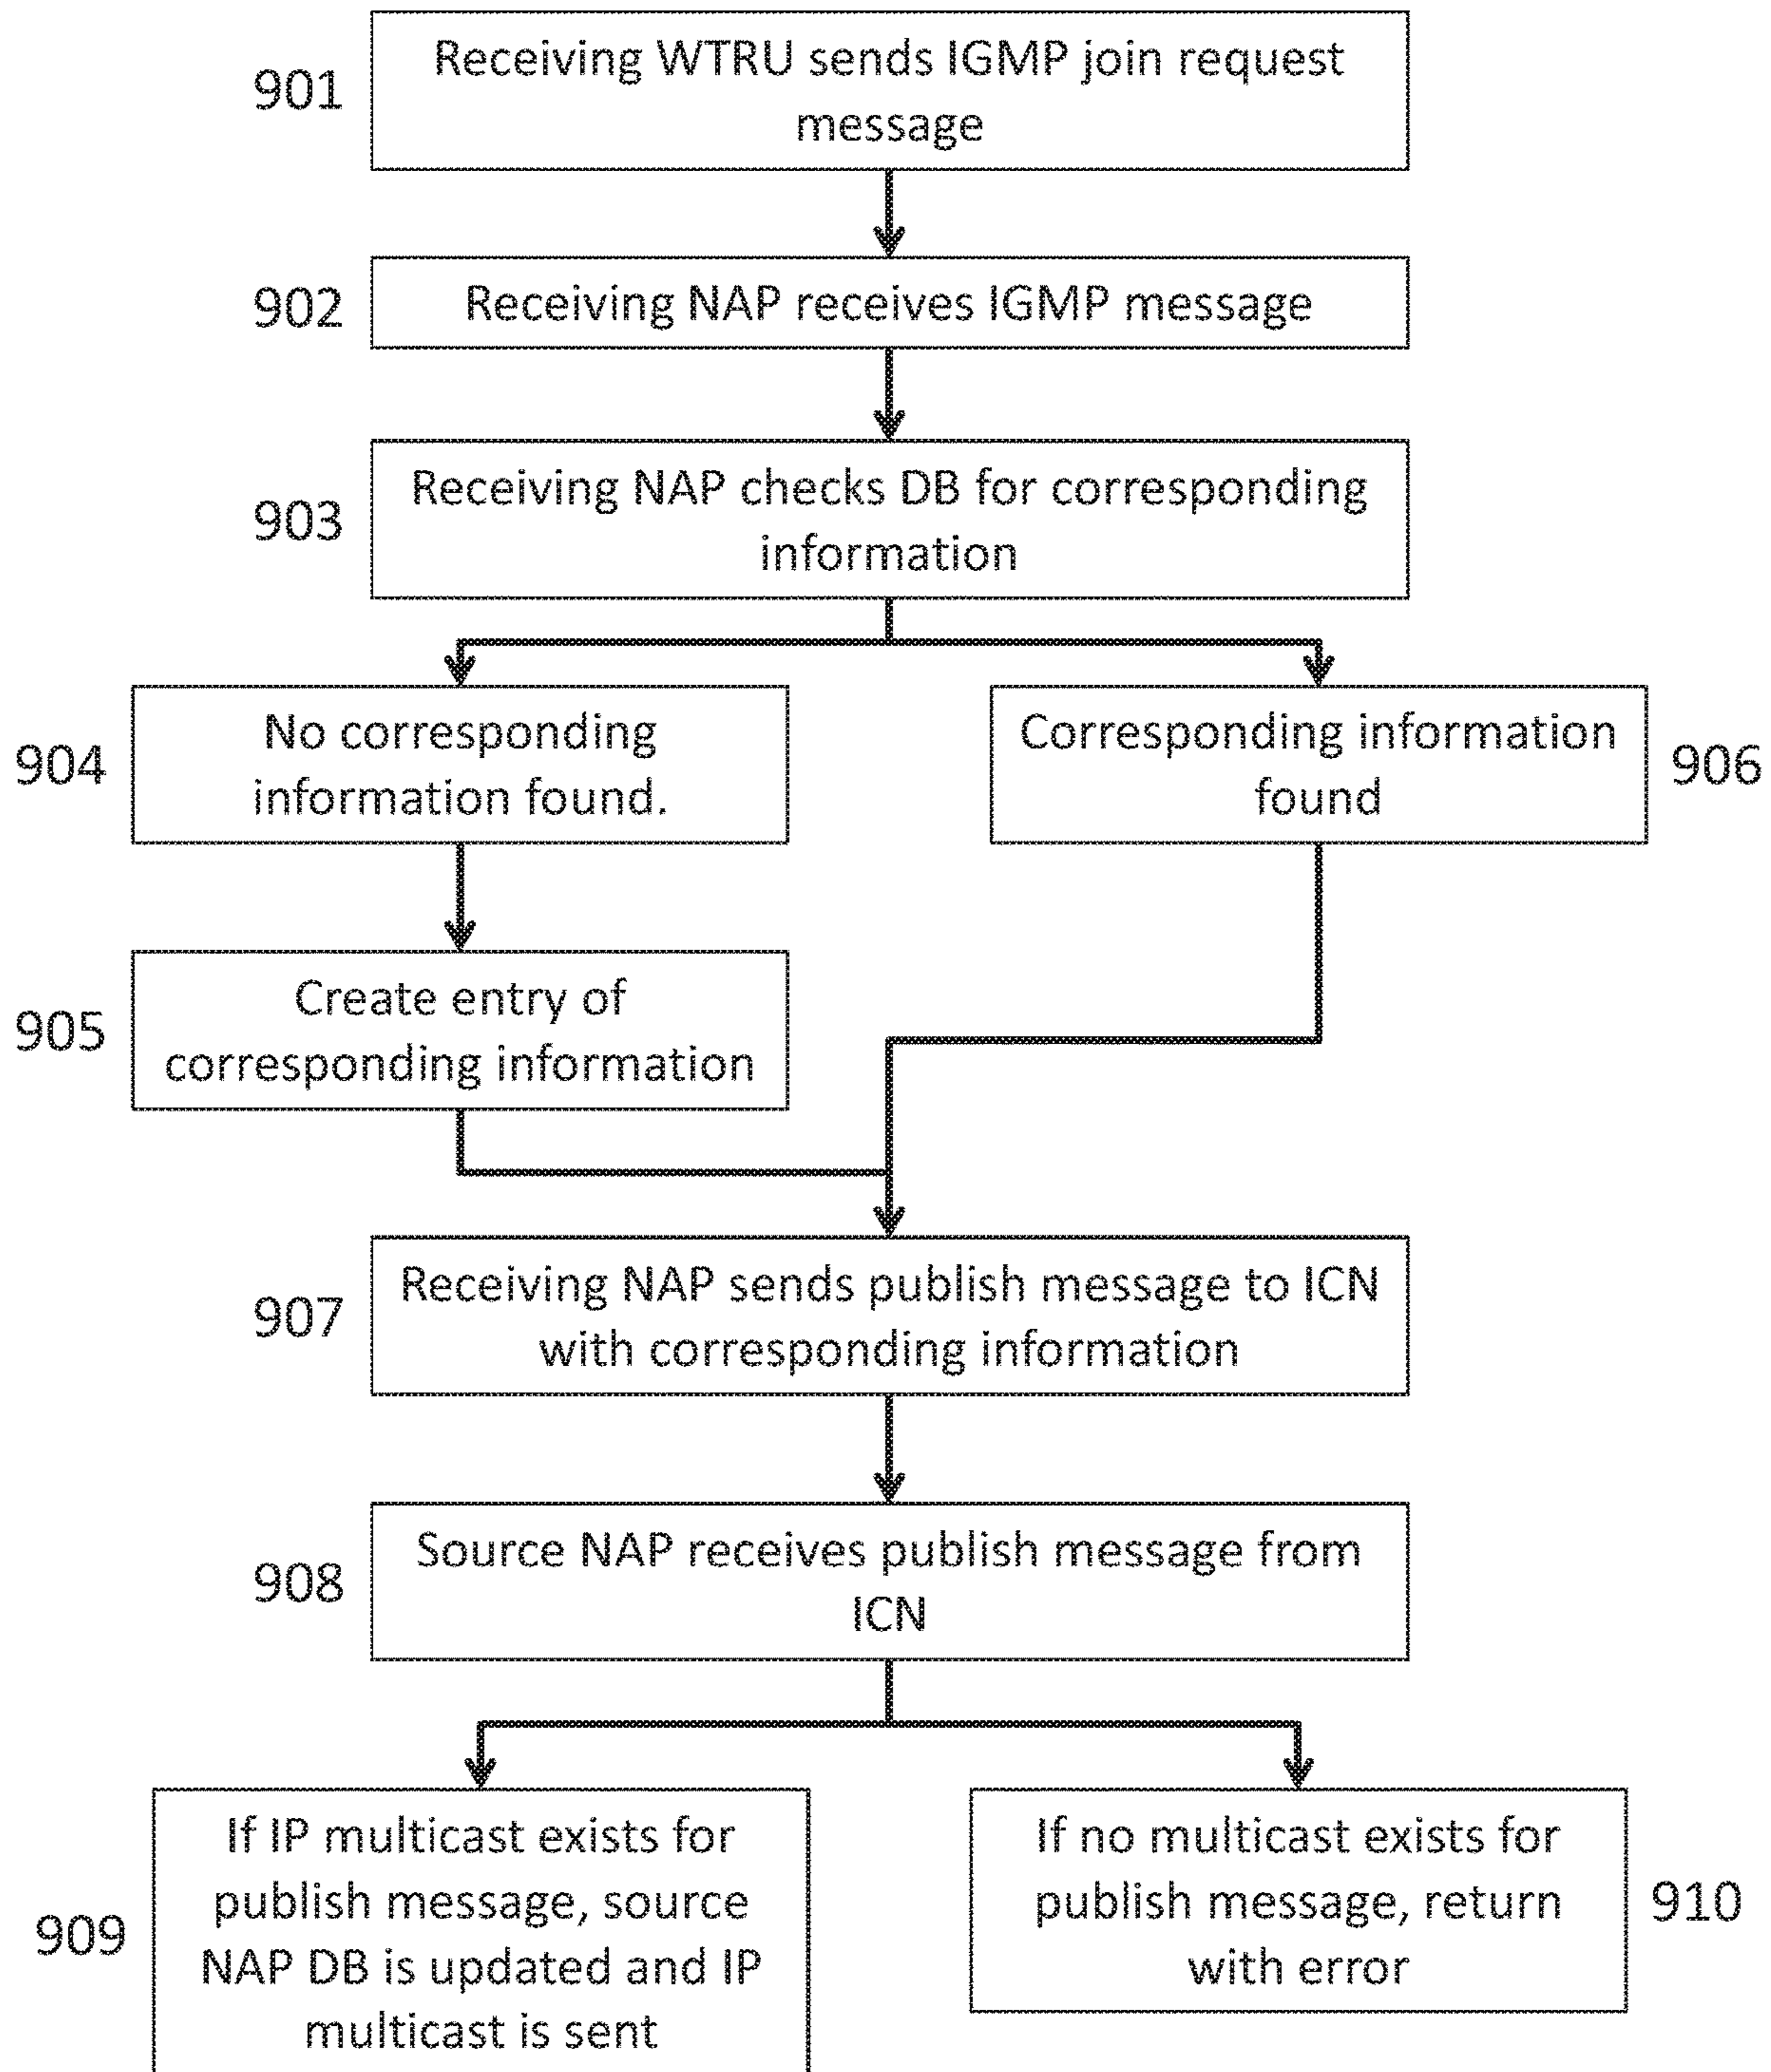 901
Receiving WTRU sends IGMP join request
message
902
Receiving NAP receives IGMP message
903
Receiving NAP checks DB for corresponding
information
904
No corresponding
information found.
Corresponding information
found
906
905
Create entry of
corresponding information
907
Receiving NAP sends publish message to ICN
with corresponding information
908
Source NAP receives publish message from
ICN
909
If IP multicast exists for
publish message, source
NAP DB is updated and IP
multicast is sent
If no multicast exists for
publish message, return
with error
910